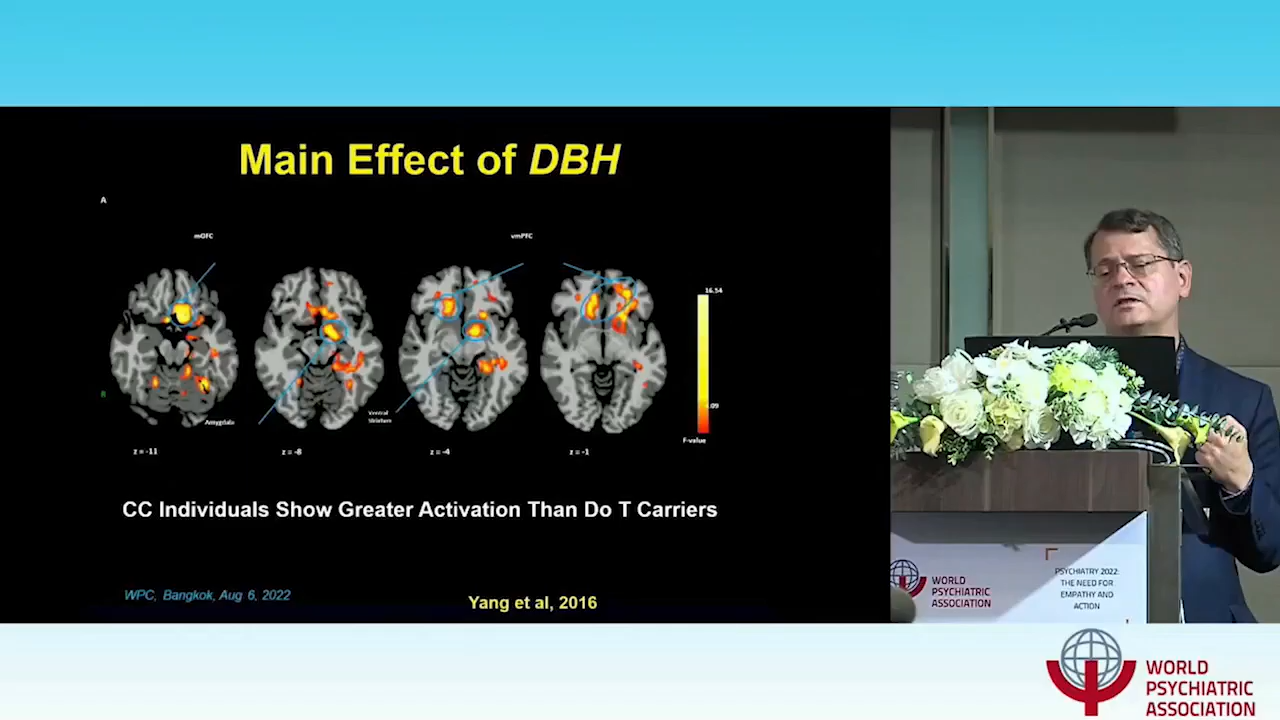 Main Effect of DBH
A
mOFC
vmPFC
16.54
4.09
F-value
R
Amygdala
Ventral
Striatum
z = -11
z = -8
z = -4
z = -1
CC Individuals Show Greater Activation Than Do T Carriers
WPC, Bangkok, Aug 6, 2022
Yang et al, 2016
WORLD
PSYCHIATRIC
ASSOCIATION
PSYCHIATRY 2022:
THE NEED FOR
EMPATHY AND
ACTION
WORLD
PSYCHIATRIC
ASSOCIATION